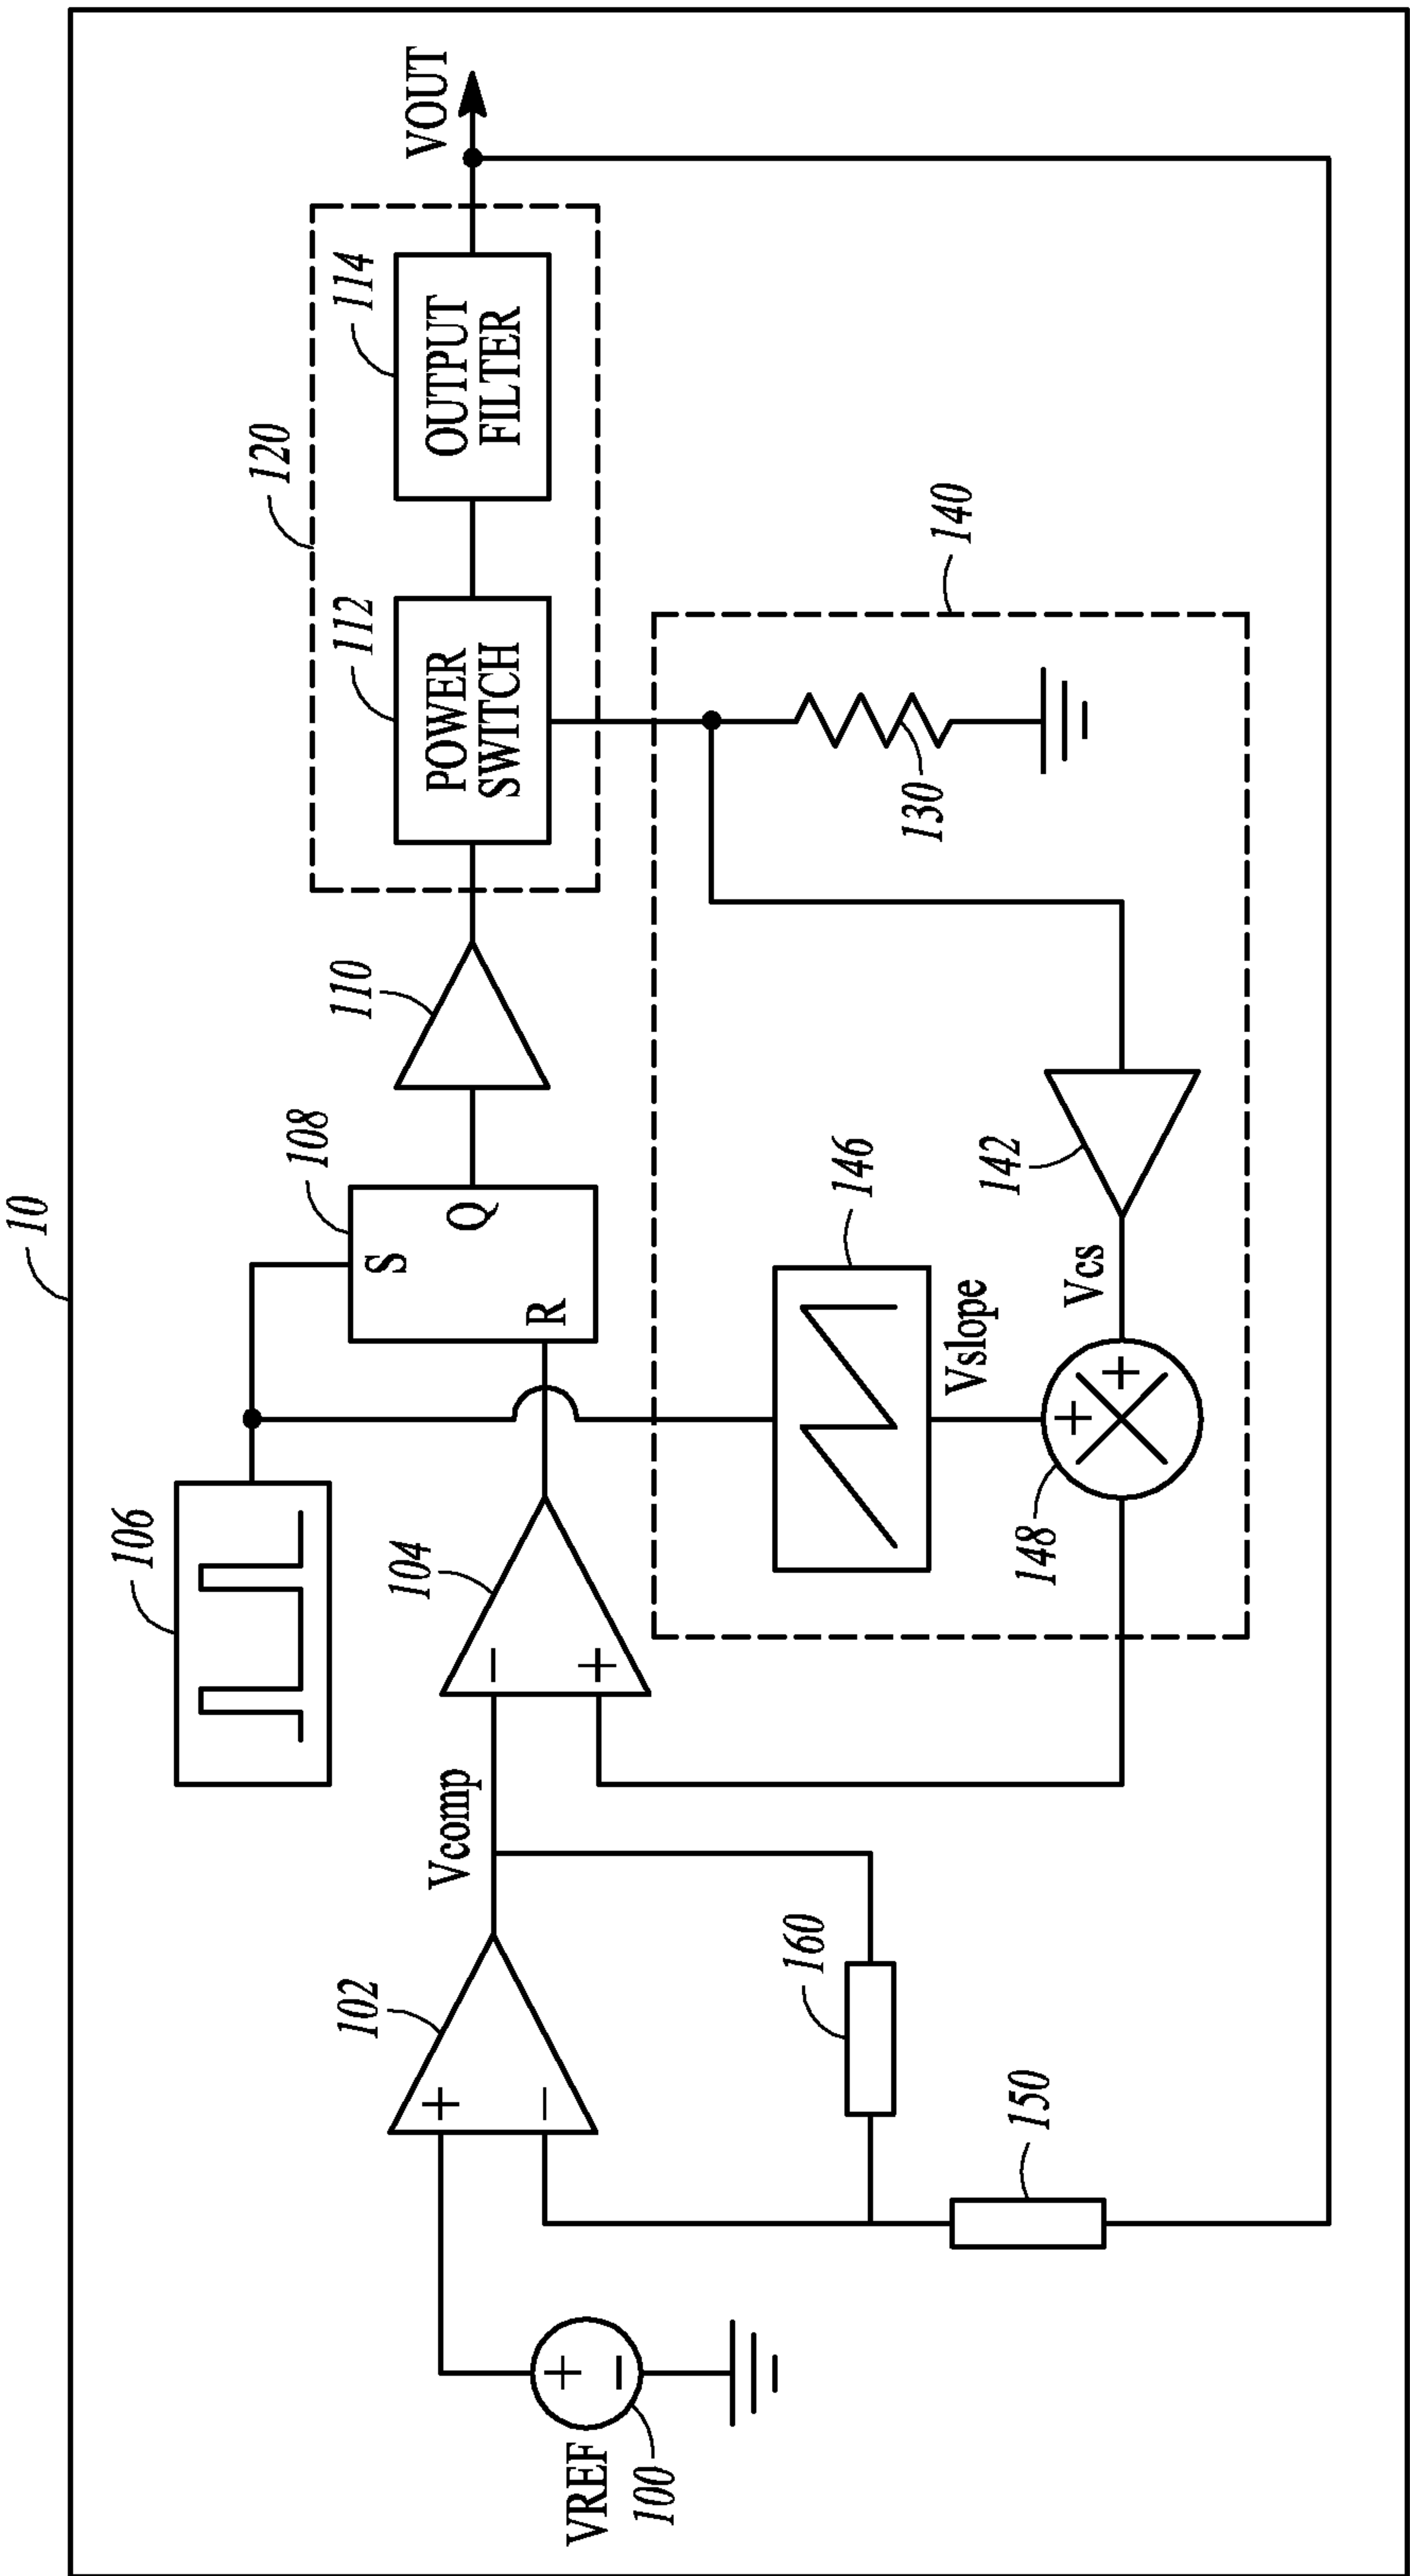 10
106
108
S
Q
R
110
120
112
POWER
SWITCH
114
OUTPUT
FILTER
VOUT
102
+
−
Vcomp
104
−
+
VREF
100
+
−
160
150
146
Vslope
148
+
+
Vcs
142
130
140